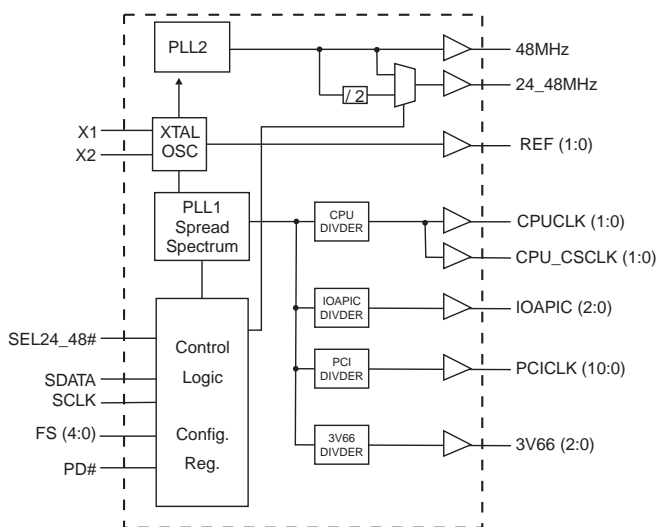 PLL2
48MHz
/ 2
24_48MHz
X1
X2
XTAL
OSC
REF (1:0)
PLL1
Spread
Spectrum
CPU
DIVDER
CPUCLK (1:0)
CPU_CSCLK (1:0)
IOAPIC
DIVDER
IOAPIC (2:0)
SEL24_48#
SDATA
SCLK
FS (4:0)
PD#
Control
Logic
Config.
Reg.
PCI
DIVDER
PCICLK (10:0)
3V66
DIVDER
3V66 (2:0)